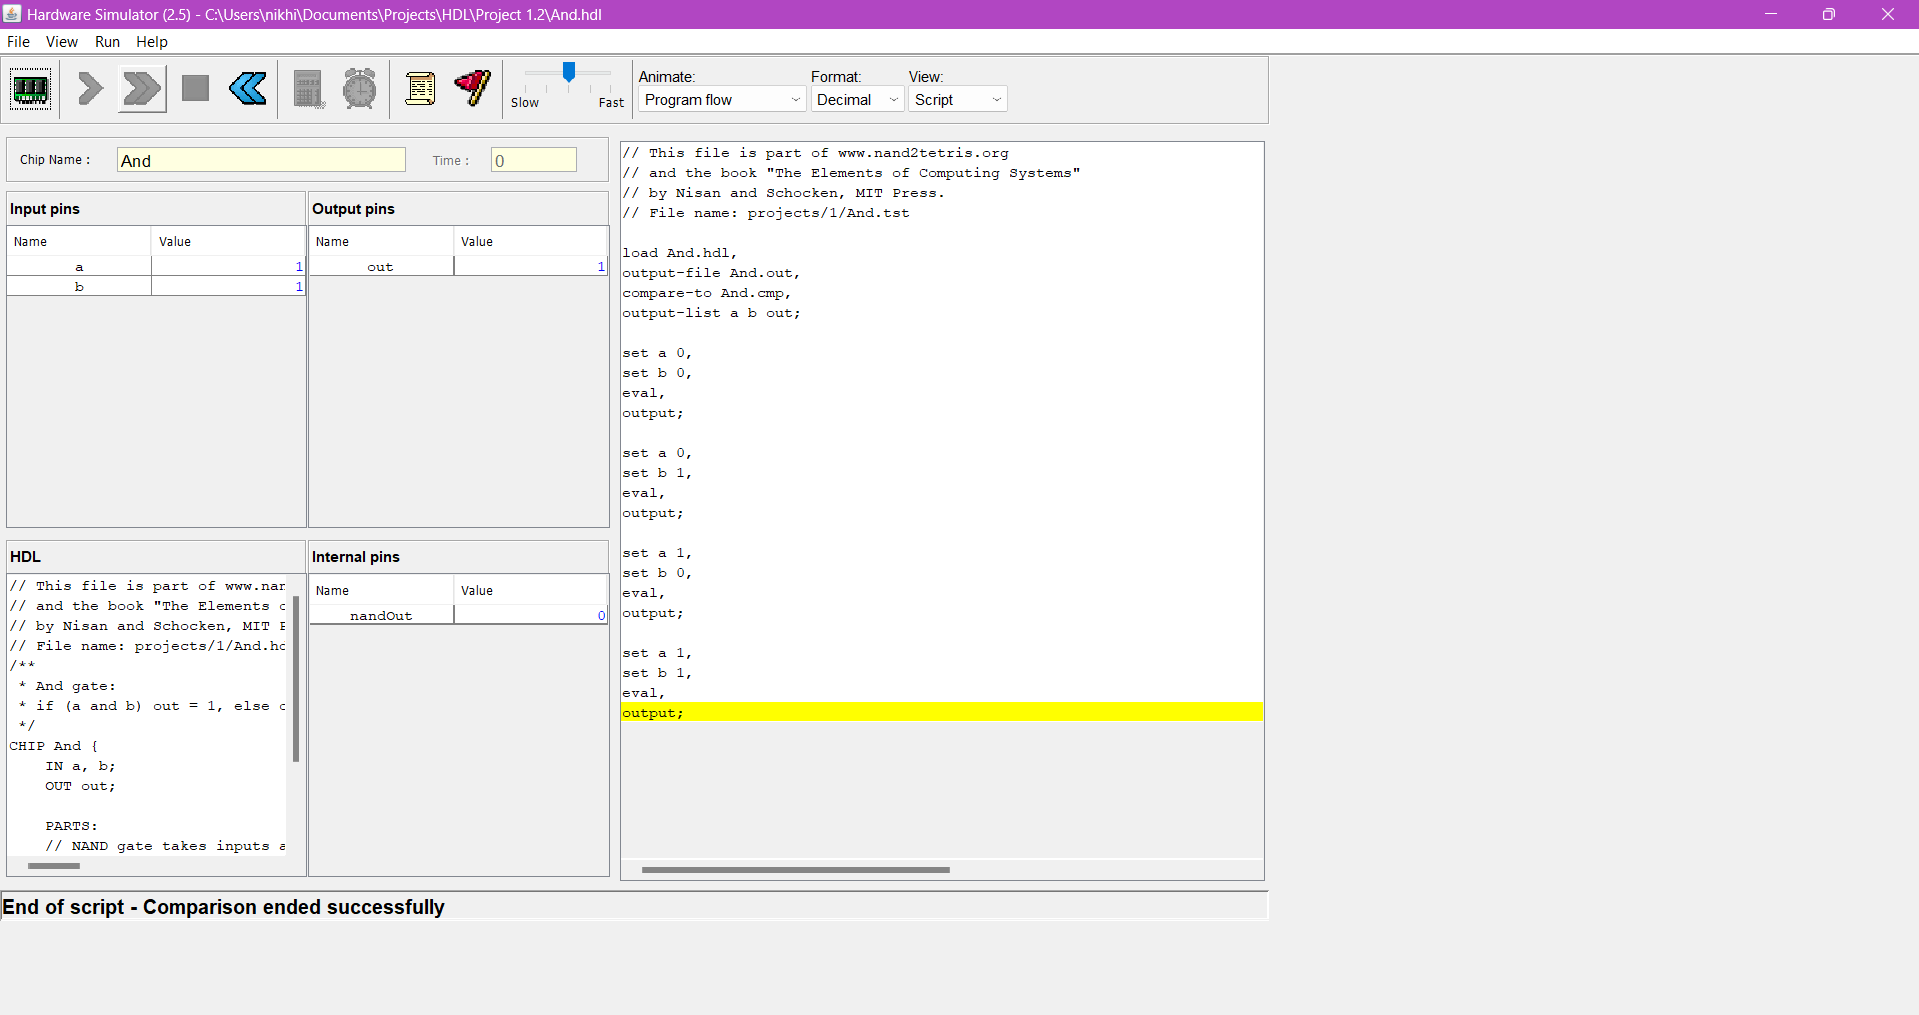 Hardware Simulator (2.5) - C:\Users\nikhi\Documents\Projects\HDL\Project 1.2\And.hdl
File View Run Help
Slow Fast
Animate: Format: View:
Program flow Decimal Script
Chip Name : And Time : 0
Input pins
Name Value
a 1
b 1
Output pins
Name Value
out 1
HDL
// This file is part of www.nan
// and the book "The Elements o
// by Nisan and Schocken, MIT P
// File name: projects/1/And.hd
/**
* And gate:
* if (a and b) out = 1, else o
*/
CHIP And {
IN a, b;
OUT out;
PARTS:
// NAND gate takes inputs a
Internal pins
Name Value
nandOut 0
// This file is part of www.nand2tetris.org
// and the book "The Elements of Computing Systems"
// by Nisan and Schocken, MIT Press.
// File name: projects/1/And.tst
load And.hdl,
output-file And.out,
compare-to And.cmp,
output-list a b out;
set a 0,
set b 0,
eval,
output;
set a 0,
set b 1,
eval,
output;
set a 1,
set b 0,
eval,
output;
set a 1,
set b 1,
eval,
output;
End of script - Comparison ended successfully